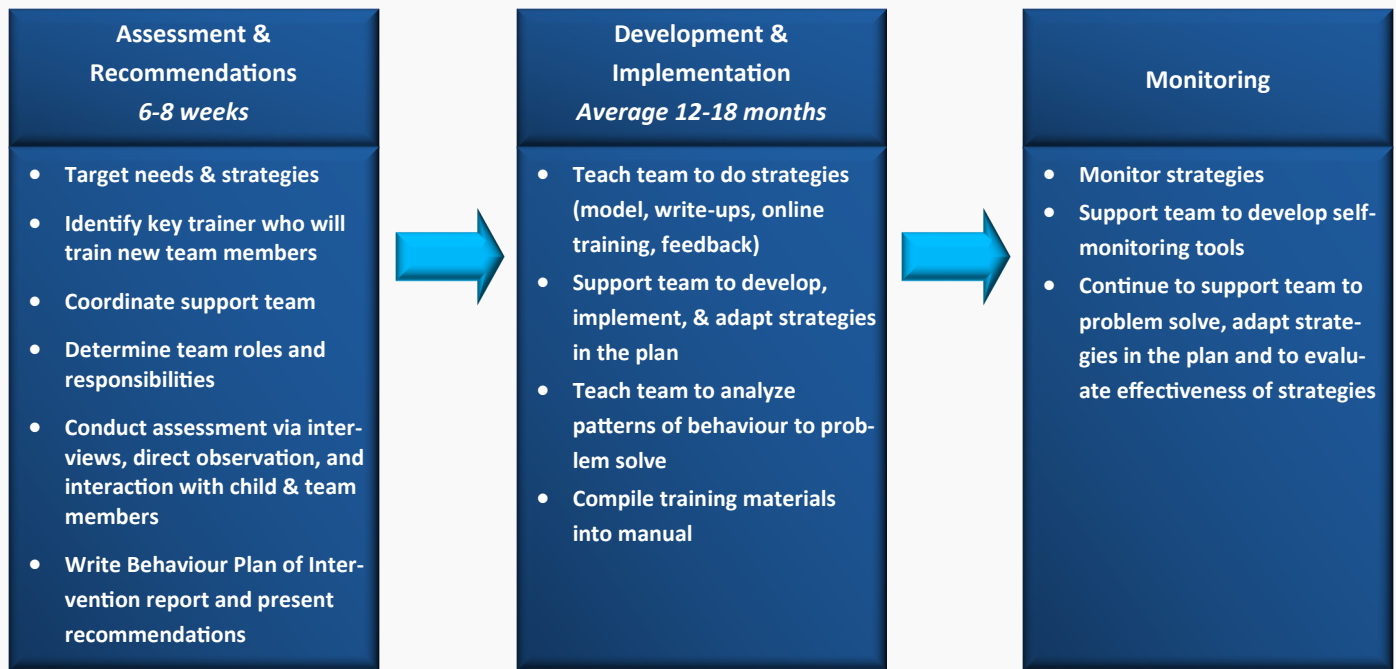 Assessment &
Recommendations
6-8 weeks
• Target needs & strategies
• Identify key trainer who will
train new team members
• Coordinate support team
• Determine team roles and
responsibilities
• Conduct assessment via inter-
views, direct observation, and
interaction with child & team
members
• Write Behaviour Plan of Inter-
vention report and present
recommendations
Development &
Implementation
Average 12-18 months
• Teach team to do strategies
(model, write-ups, online
training, feedback)
• Support team to develop,
implement, & adapt strategies
in the plan
• Teach team to analyze
patterns of behaviour to prob-
lem solve
• Compile training materials
into manual
Monitoring
• Monitor strategies
• Support team to develop self-
monitoring tools
• Continue to support team to
problem solve, adapt strate-
gies in the plan and to evalu-
ate effectiveness of strategies